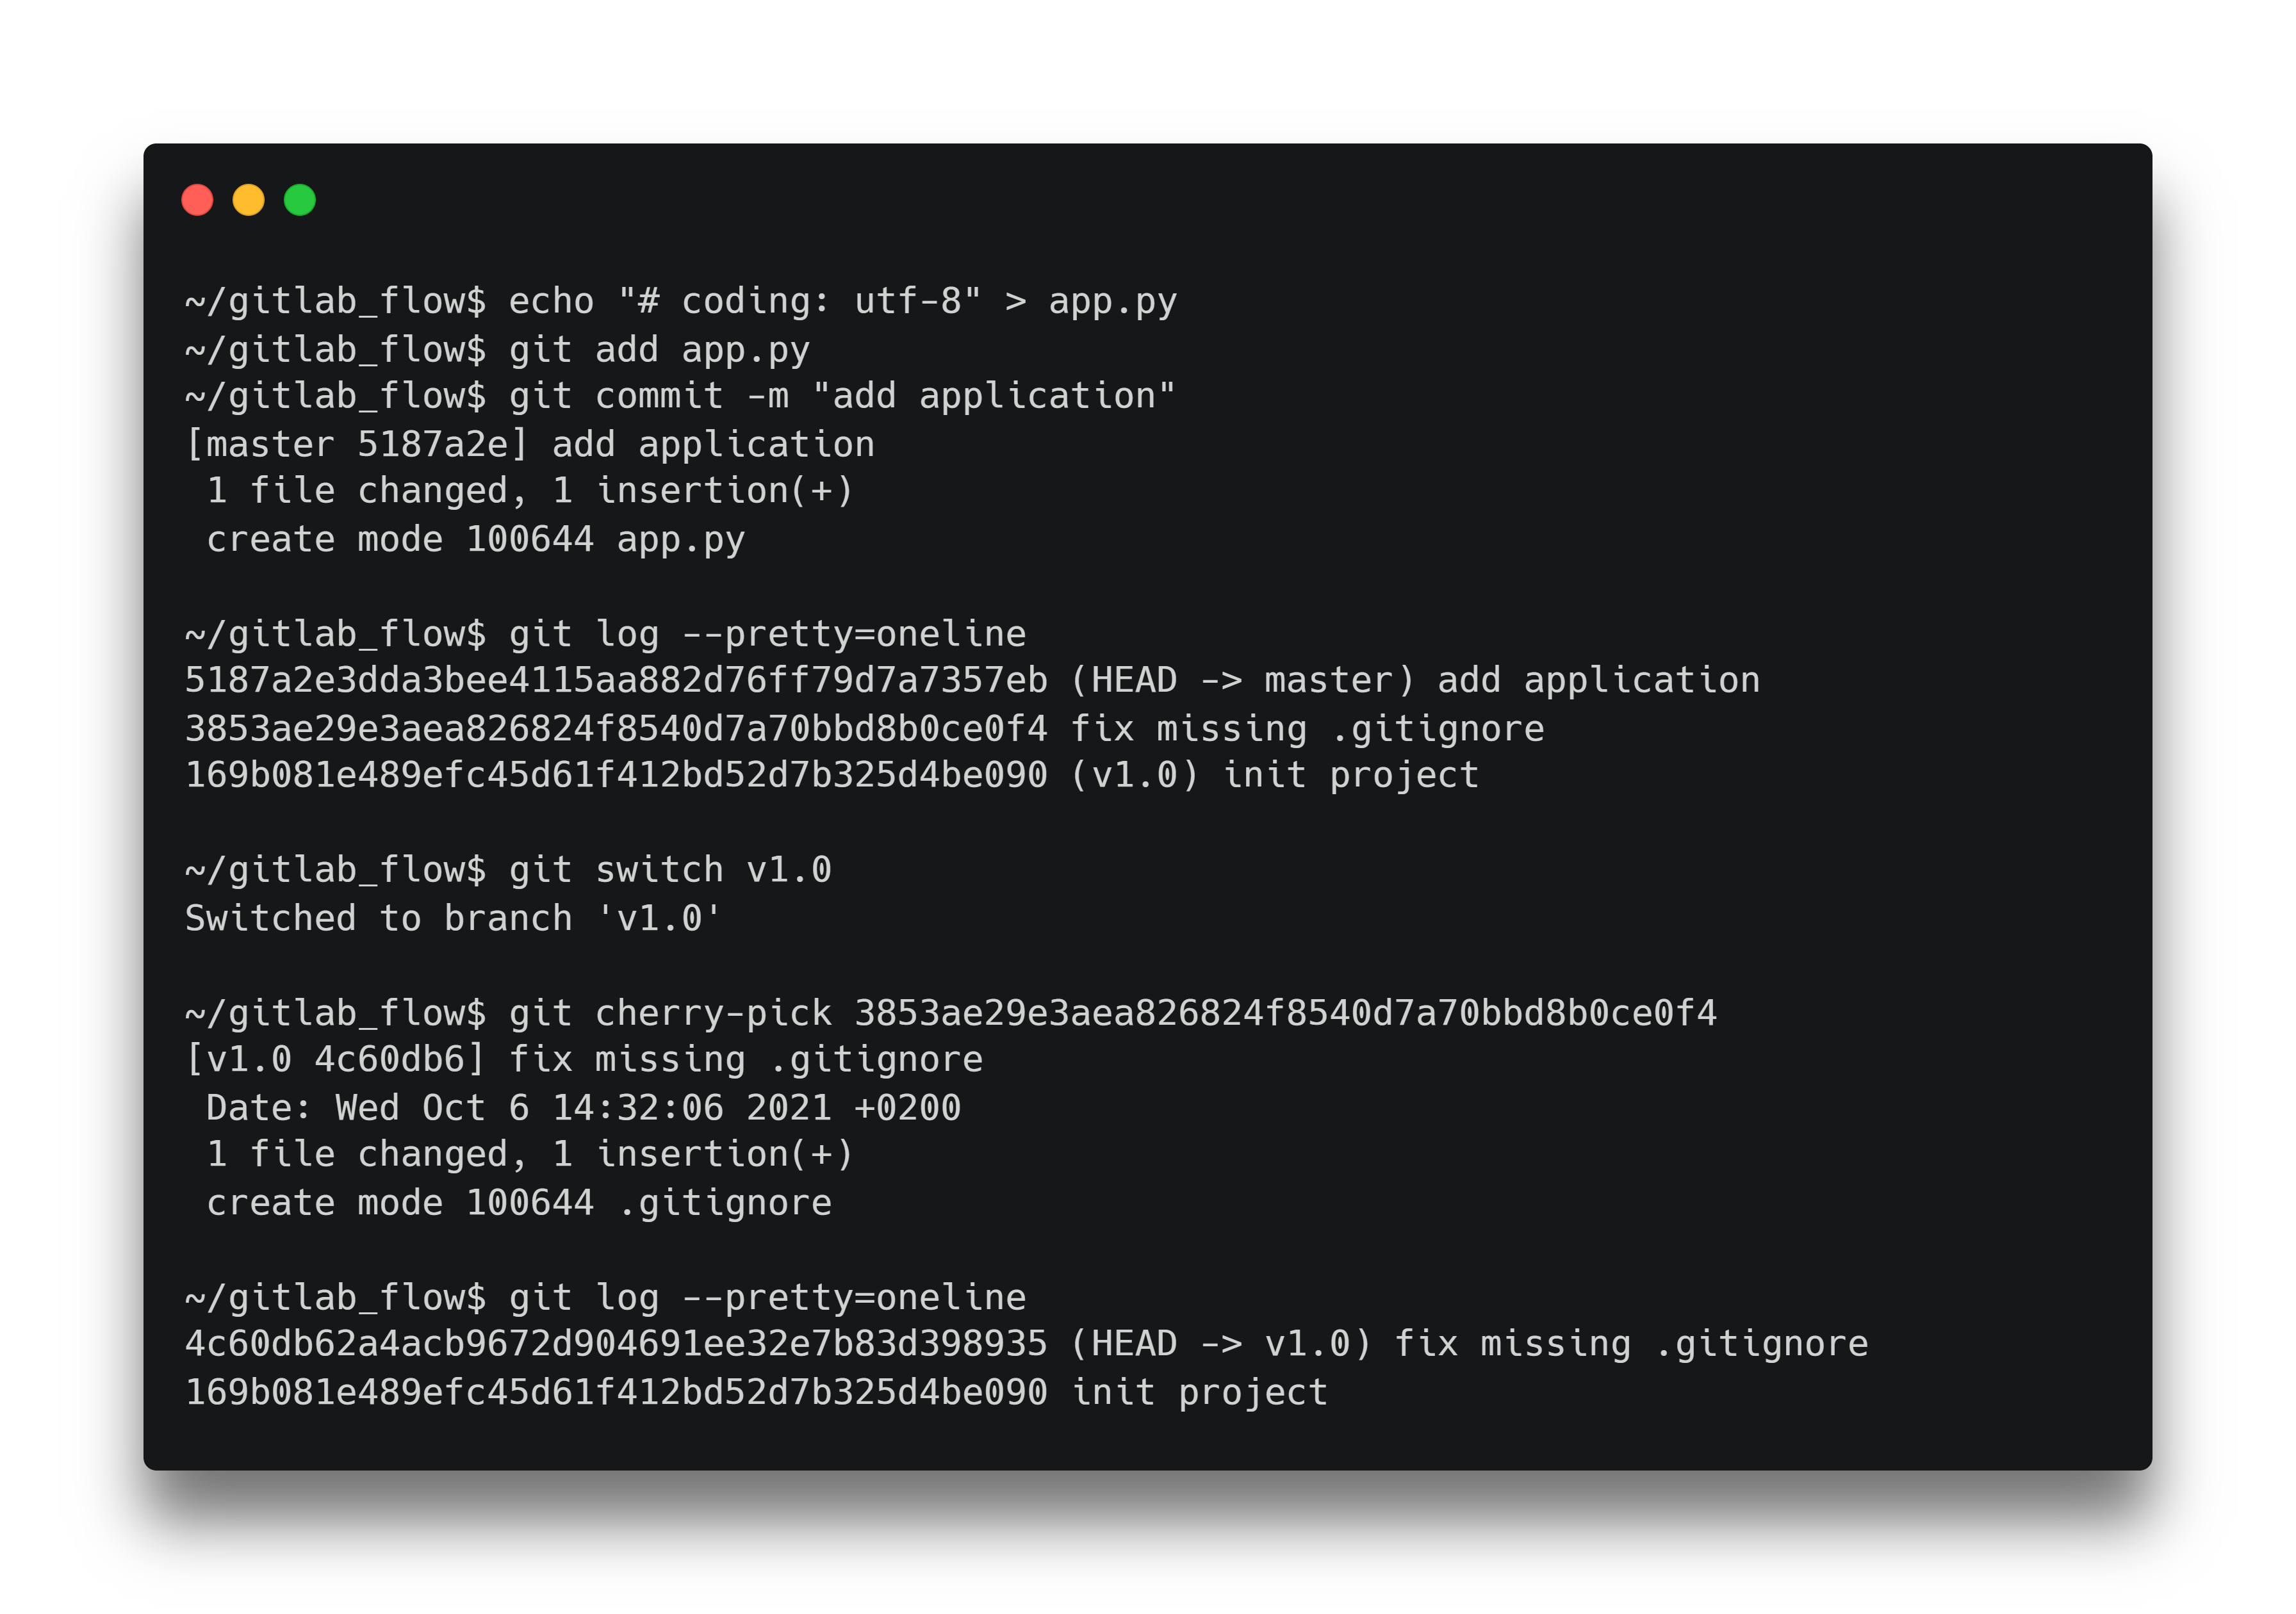 ~/gitlab_flow$ echo "# coding: utf-8" > app.py
~/gitlab_flow$ git add app.py
~/gitlab_flow$ git commit -m "add application"
[master 5187a2e] add application
 1 file changed, 1 insertion(+)
 create mode 100644 app.py
~/gitlab_flow$ git log --pretty=oneline
5187a2e3dda3bee4115aa882d76ff79d7a7357eb (HEAD -> master) add application
3853ae29e3aea826824f8540d7a70bbd8b0ce0f4 fix missing .gitignore
169b081e489efc45d61f412bd52d7b325d4be090 (v1.0) init project
~/gitlab_flow$ git switch v1.0
Switched to branch 'v1.0'
~/gitlab_flow$ git cherry-pick 3853ae29e3aea826824f8540d7a70bbd8b0ce0f4
[v1.0 4c60db6] fix missing .gitignore
 Date: Wed Oct 6 14:32:06 2021 +0200
 1 file changed, 1 insertion(+)
 create mode 100644 .gitignore
~/gitlab_flow$ git log --pretty=oneline
4c60db62a4acb9672d904691ee32e7b83d398935 (HEAD -> v1.0) fix missing .gitignore
169b081e489efc45d61f412bd52d7b325d4be090 init project